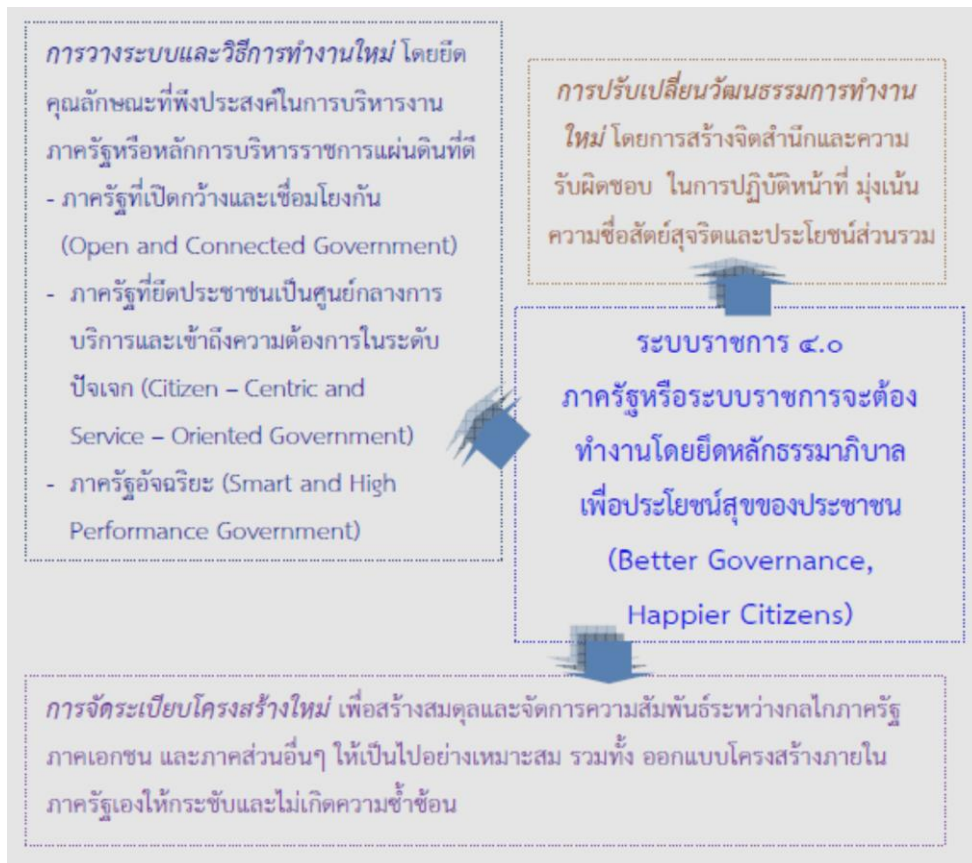 การวางระบบและวิธีการทำงานใหม่ โดยยึด
คุณลักษณะที่พึงประสงค์ในการบริหารงาน
ภาครัฐหรือหลักการบริหารราชการแผ่นดินที่ดี
- ภาครัฐที่เปิดกว้างและเชื่อมโยงกัน
(Open and Connected Government)
- ภาครัฐที่ยึดประชาชนเป็นศูนย์กลางการ
บริการและเข้าถึงความต้องการในระดับ
ปัจเจก (Citizen – Centric and
Service – Oriented Government)
- ภาครัฐอัจฉริยะ (Smart and High
Performance Government)
การปรับเปลี่ยนวัฒนธรรมการทำงาน
ใหม่ โดยการสร้างจิตสำนึกและความ
รับผิดชอบ ในการปฏิบัติหน้าที่ มุ่งเน้น
ความซื่อสัตย์สุจริตและประโยชน์ส่วนรวม
ระบบราชการ ๔.๐
ภาครัฐหรือระบบราชการจะต้อง
ทำงานโดยยึดหลักธรรมาภิบาล
เพื่อประโยชน์สุขของประชาชน
(Better Governance,
Happier Citizens)
การจัดระเบียบโครงสร้างใหม่ เพื่อสร้างสมดุลและจัดการความสัมพันธ์ระหว่างกลไกภาครัฐ
ภาคเอกชน และภาคส่วนอื่นๆ ให้เป็นไปอย่างเหมาะสม รวมทั้ง ออกแบบโครงสร้างภายใน
ภาครัฐเองให้กระชับและไม่เกิดความซ้ำซ้อน